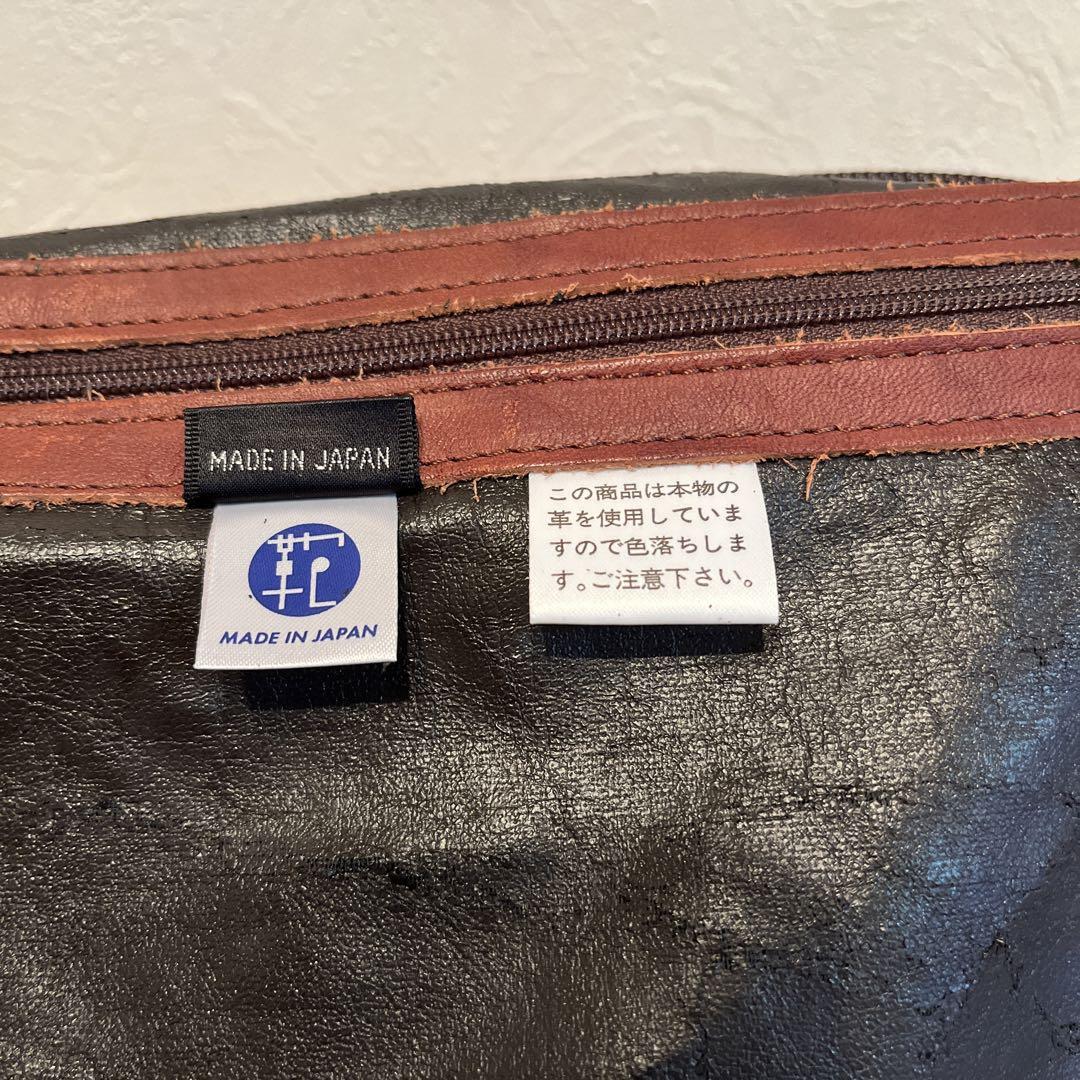 MADE IN JAPAN
MADE IN JAPAN
この商品は本物の
革を使用していま
すので色落ちしま
す。ご注意下さい。